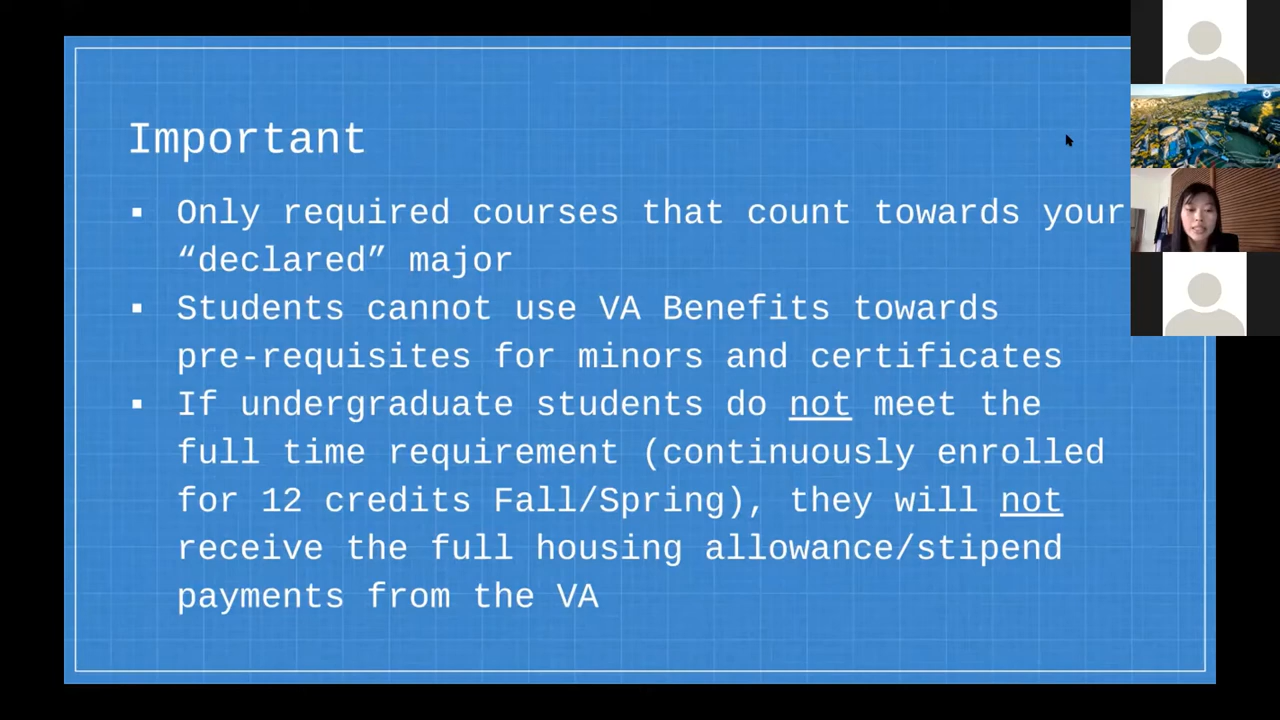 Important
▪ Only required courses that count towards your
“declared” major
▪ Students cannot use VA Benefits towards
pre-requisites for minors and certificates
▪ If undergraduate students do not meet the
full time requirement (continuously enrolled
for 12 credits Fall/Spring), they will not
receive the full housing allowance/stipend
payments from the VA